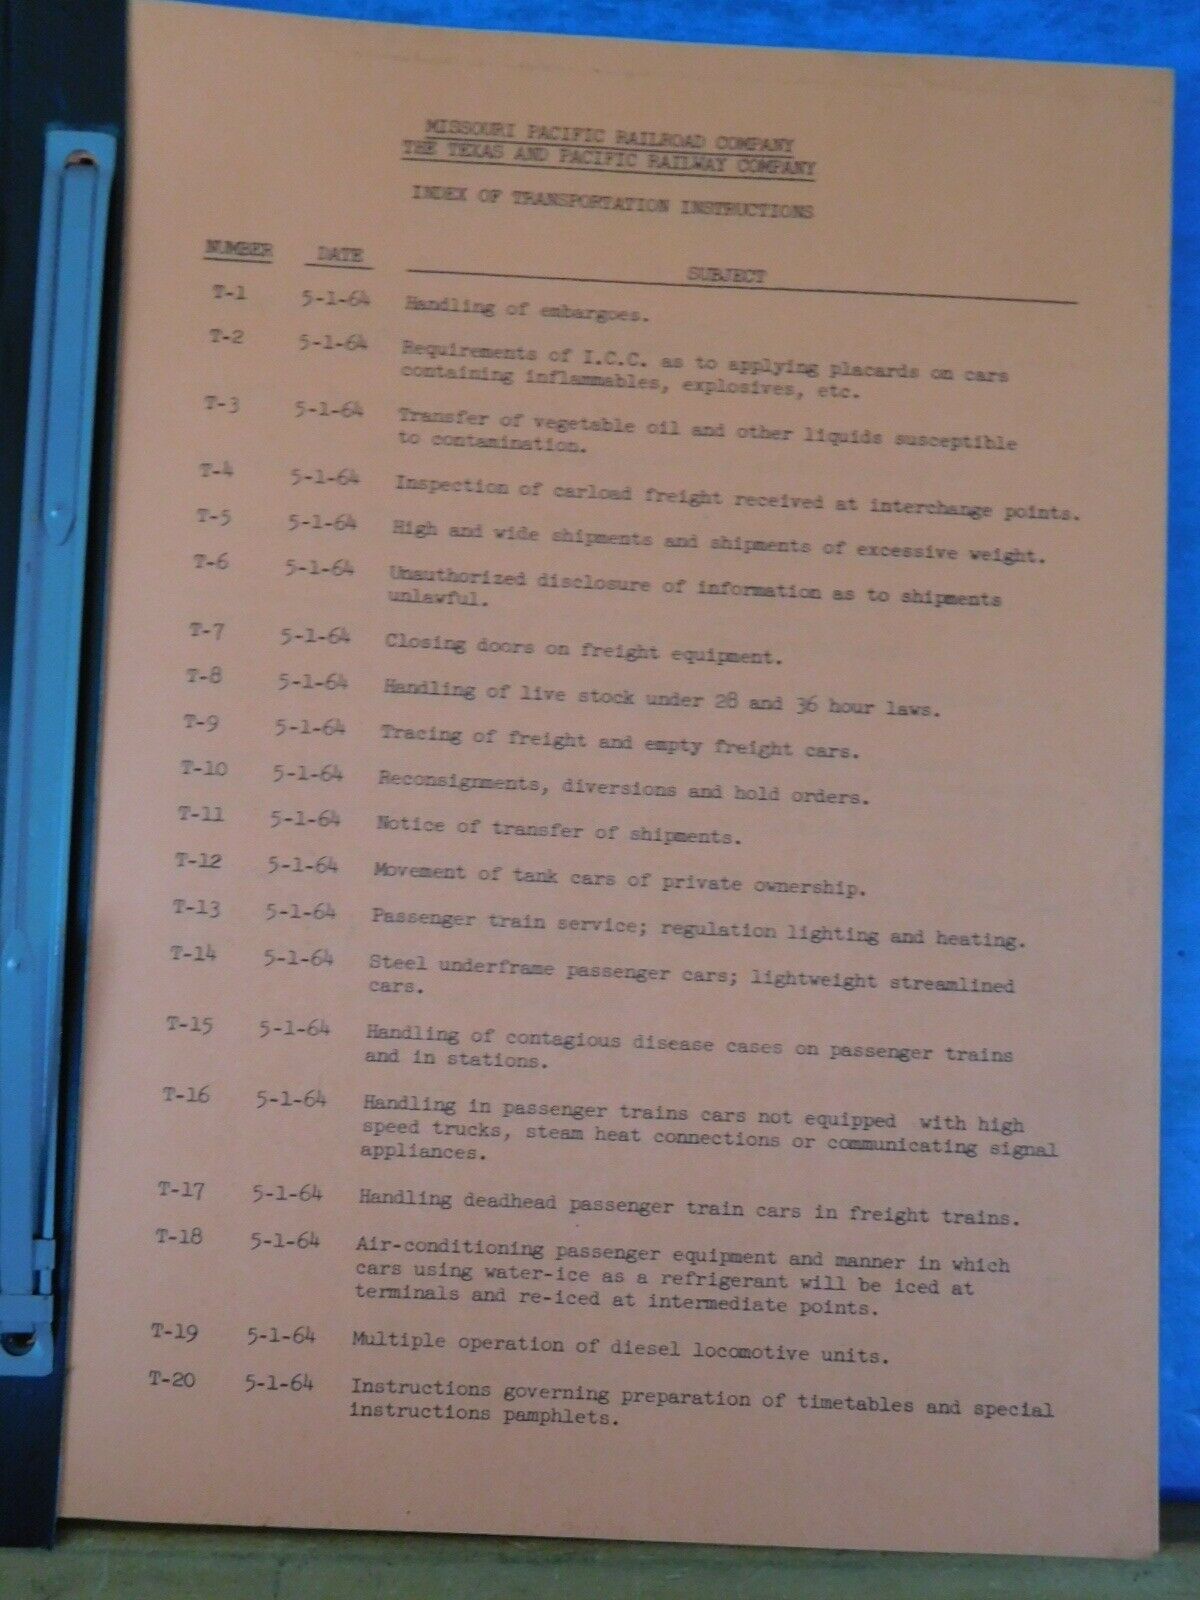 MISSOURI PACIFIC RAILROAD COMPANY
THE TEXAS AND PACIFIC RAILWAY COMPANY
INDEX OF TRANSPORTATION INSTRUCTIONS
NUMBER DATE SUBJECT
T-1 5-1-64 Handling of embargoes.
T-2 5-1-64 Requirements of I.C.C. as to applying placards on cars
containing inflammables, explosives, etc.
T-3 5-1-64 Transfer of vegetable oil and other liquids susceptible
to contamination.
T-4 5-1-64 Inspection of carload freight received at interchange points.
T-5 5-1-64 High and wide shipments and shipments of excessive weight.
T-6 5-1-64 Unauthorized disclosure of information as to shipments
unlawful.
T-7 5-1-64 Closing doors on freight equipment.
T-8 5-1-64 Handling of live stock under 28 and 36 hour laws.
T-9 5-1-64 Tracing of freight and empty freight cars.
T-10 5-1-64 Reconsignments, diversions and hold orders.
T-11 5-1-64 Notice of transfer of shipments.
T-12 5-1-64 Movement of tank cars of private ownership.
T-13 5-1-64 Passenger train service; regulation lighting and heating.
T-14 5-1-64 Steel underframe passenger cars; lightweight streamlined
cars.
T-15 5-1-64 Handling of contagious disease cases on passenger trains
and in stations.
T-16 5-1-64 Handling in passenger trains cars not equipped with high
speed trucks, steam heat connections or communicating signal
appliances.
T-17 5-1-64 Handling deadhead passenger train cars in freight trains.
T-18 5-1-64 Air-conditioning passenger equipment and manner in which
cars using water-ice as a refrigerant will be iced at
terminals and re-iced at intermediate points.
T-19 5-1-64 Multiple operation of diesel locomotive units.
T-20 5-1-64 Instructions governing preparation of timetables and special
instructions pamphlets.